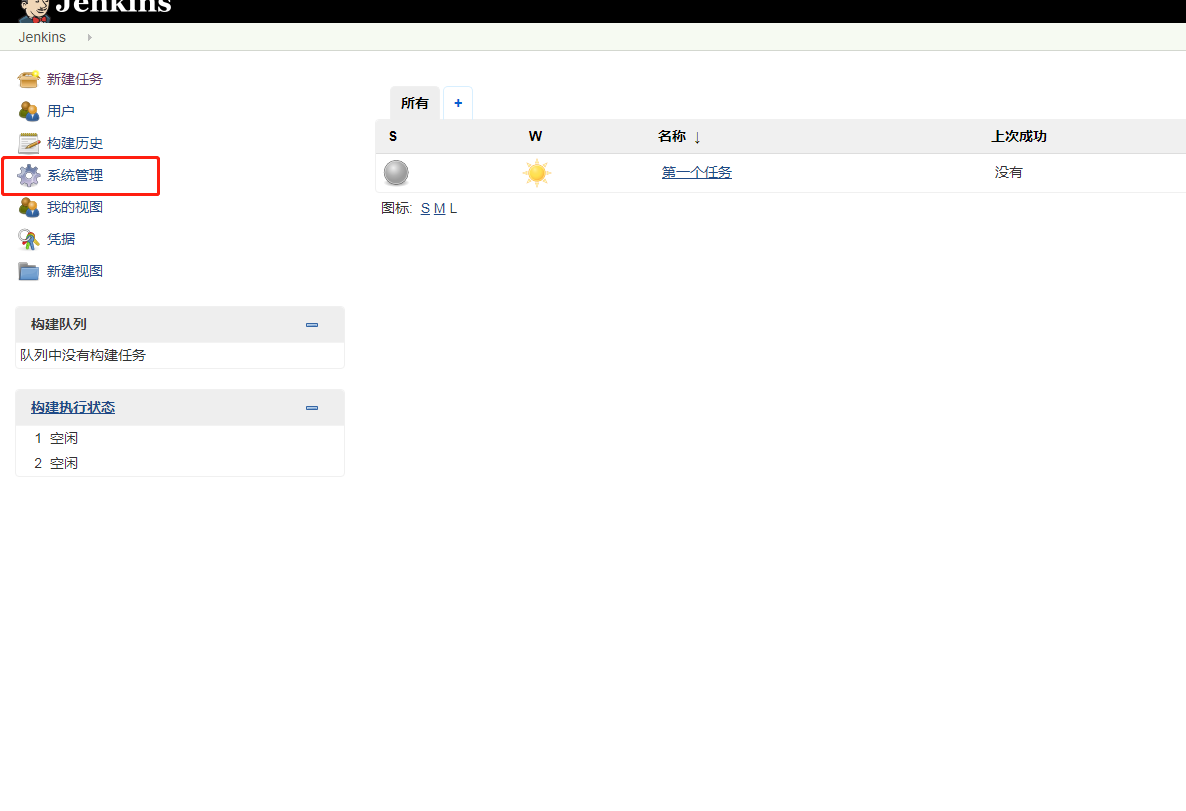 Jenkins
Jenkins
新建任务
用户
构建历史
系统管理
我的视图
凭据
新建视图
构建队列
队列中没有构建任务
构建执行状态
1 空闲
2 空闲
所有 +
S W 名称 ↓ 上次成功
第一个任务 没有
图标: S M L